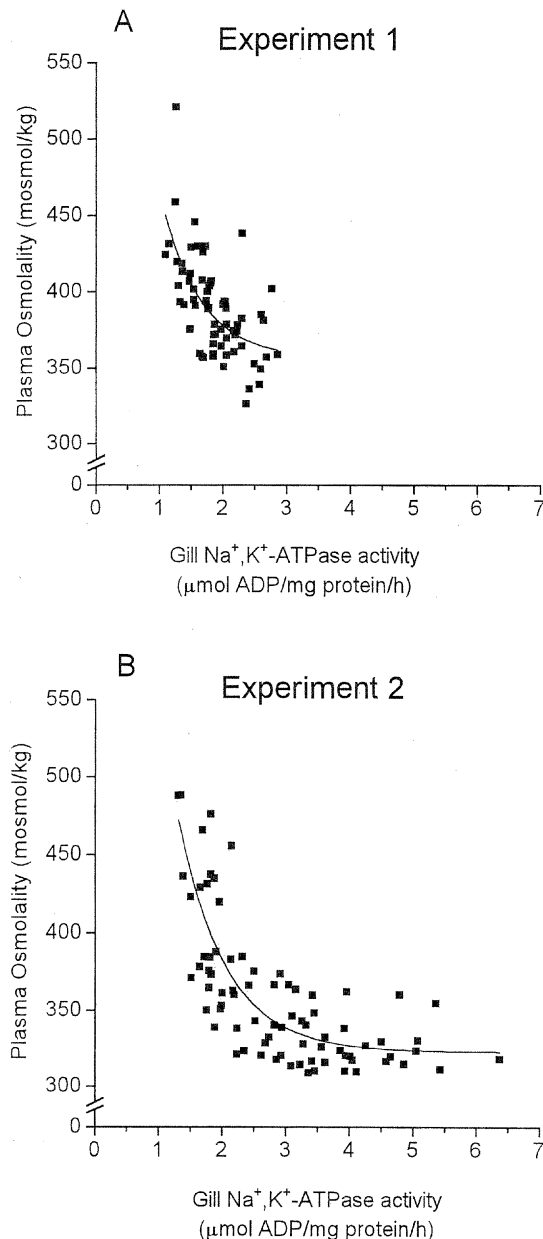 A
Experiment 1
Plasma Osmolality (mosmol/kg)
550
500
450
400
350
300
0
0 1 2 3 4 5 6 7
Gill Na⁺,K⁺-ATPase activity
(μmol ADP/mg protein/h)
B
Experiment 2
Plasma Osmolality (mosmol/kg)
550
500
450
400
350
300
0
0 1 2 3 4 5 6 7
Gill Na⁺,K⁺-ATPase activity
(μmol ADP/mg protein/h)